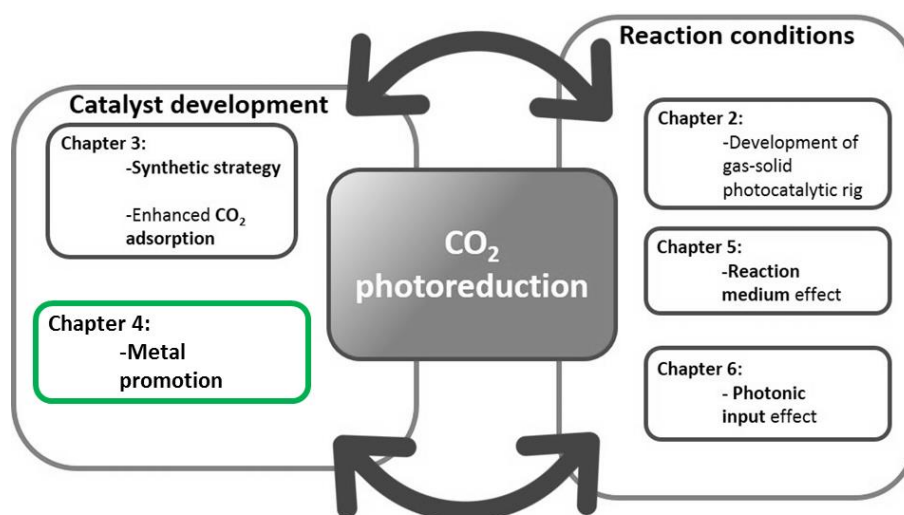 Catalyst development
Chapter 3:
-Synthetic strategy
-Enhanced CO₂
adsorption
Chapter 4:
-Metal
promotion
CO₂
photoreduction
Reaction conditions
Chapter 2:
-Development of
gas-solid
photocatalytic rig
Chapter 5:
-Reaction
medium effect
Chapter 6:
- Photonic
input effect